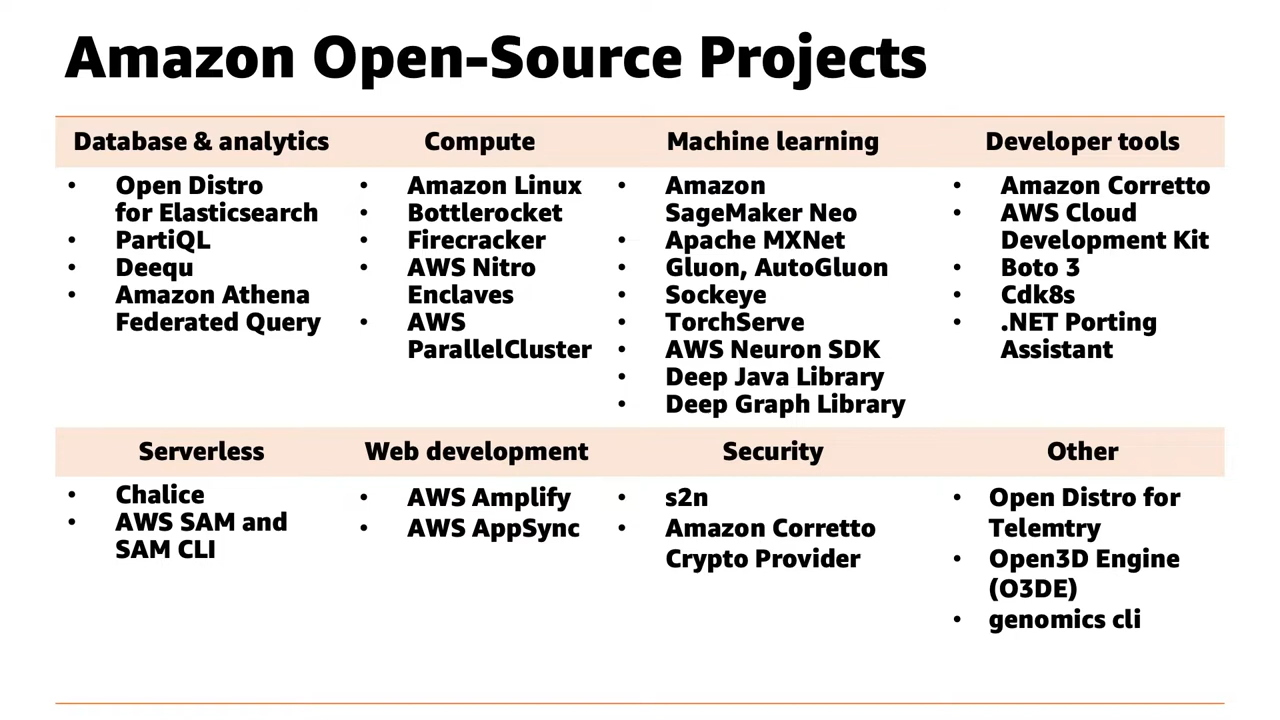 Amazon Open-Source Projects
Database & analytics
• Open Distro
for Elasticsearch
• PartiQL
• Deequ
• Amazon Athena
Federated Query
Compute
• Amazon Linux
• Bottlerocket
• Firecracker
• AWS Nitro
Enclaves
• AWS
ParallelCluster
Machine learning
• Amazon
SageMaker Neo
• Apache MXNet
• Gluon, AutoGluon
• Sockeye
• TorchServe
• AWS Neuron SDK
• Deep Java Library
• Deep Graph Library
Developer tools
• Amazon Corretto
• AWS Cloud
Development Kit
• Boto 3
• Cdk8s
• .NET Porting
Assistant
Serverless
• Chalice
• AWS SAM and
SAM CLI
Web development
• AWS Amplify
• AWS AppSync
Security
• s2n
• Amazon Corretto
Crypto Provider
Other
• Open Distro for
Telemtry
• Open3D Engine
(O3DE)
• genomics cli